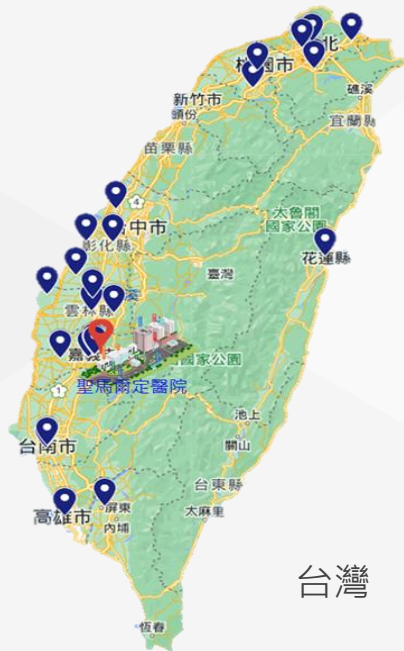 北
桃園市
新竹市
頭份
礁溪
宜蘭縣
苗栗縣
4
台中市
太魯閣
國家公園
彰化縣
花蓮縣
臺灣
雲林縣
嘉義
國家公園
聖馬爾定醫院
1
池上
台南市
關山
台東縣
高雄市
屏東
大麻里
內埔
台灣
恆春